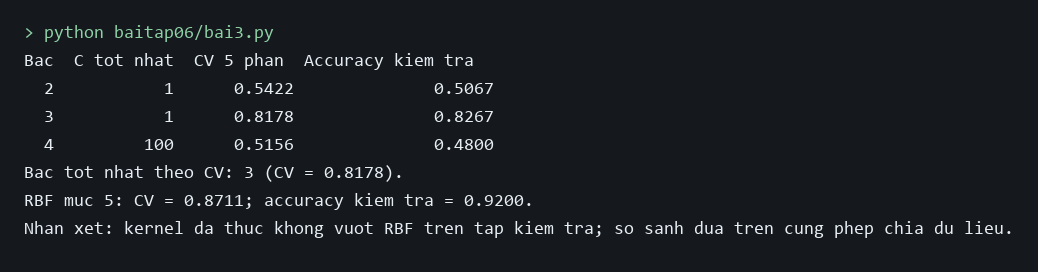 > python baitap06/bai3.py
Bac  C tot nhat  CV 5 phan  Accuracy kiem tra
  2           1      0.5422              0.5067
  3           1      0.8178              0.8267
  4         100      0.5156              0.4800
Bac tot nhat theo CV: 3 (CV = 0.8178).
RBF muc 5: CV = 0.8711; accuracy kiem tra = 0.9200.
Nhan xet: kernel da thuc khong vuot RBF tren tap kiem tra; so sanh dua tren cung phep chia du lieu.